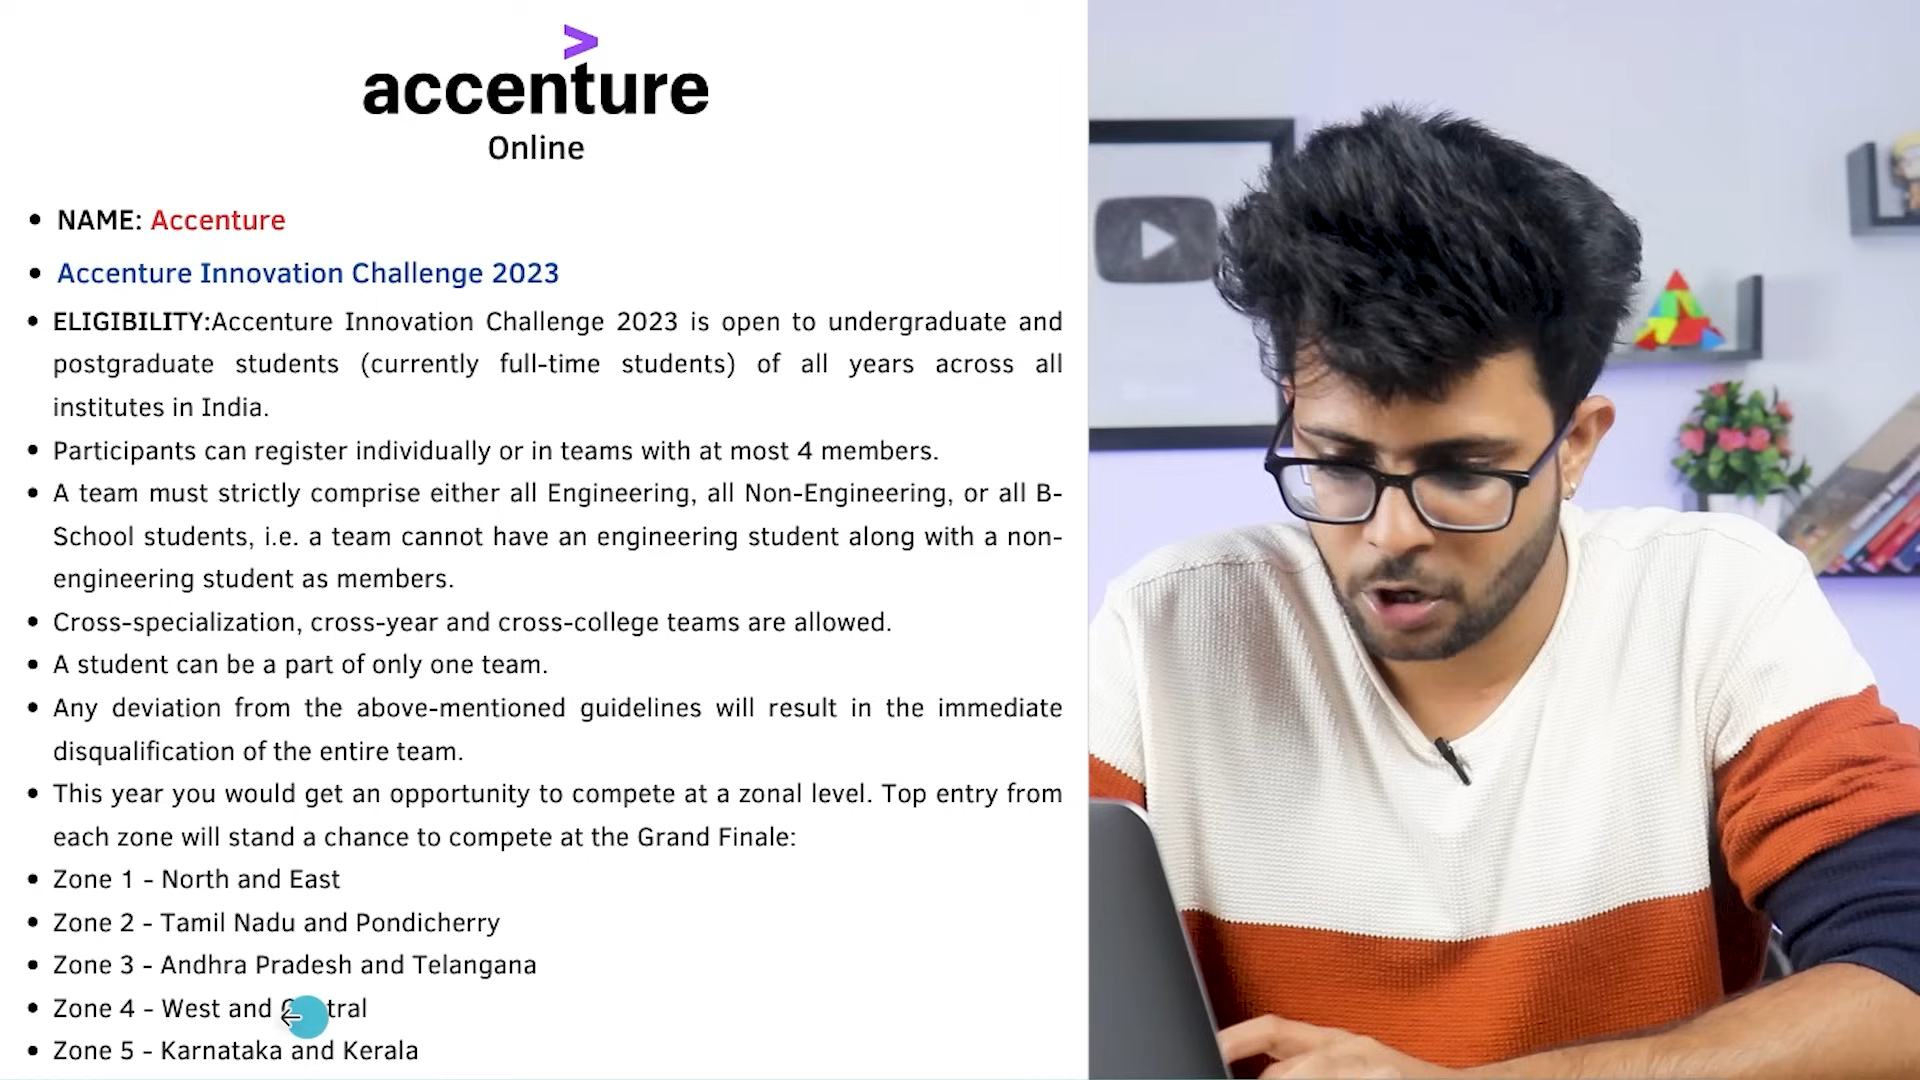 >
accenture
Online
• NAME: Accenture
• Accenture Innovation Challenge 2023
• ELIGIBILITY:Accenture Innovation Challenge 2023 is open to undergraduate and
postgraduate students (currently full-time students) of all years across all
institutes in India.
• Participants can register individually or in teams with at most 4 members.
• A team must strictly comprise either all Engineering, all Non-Engineering, or all B-
School students, i.e. a team cannot have an engineering student along with a non-
engineering student as members.
• Cross-specialization, cross-year and cross-college teams are allowed.
• A student can be a part of only one team.
• Any deviation from the above-mentioned guidelines will result in the immediate
disqualification of the entire team.
• This year you would get an opportunity to compete at a zonal level. Top entry from
each zone will stand a chance to compete at the Grand Finale:
• Zone 1 - North and East
• Zone 2 - Tamil Nadu and Pondicherry
• Zone 3 - Andhra Pradesh and Telangana
• Zone 4 - West and
• Zone 5 - Karnataka and Kerala